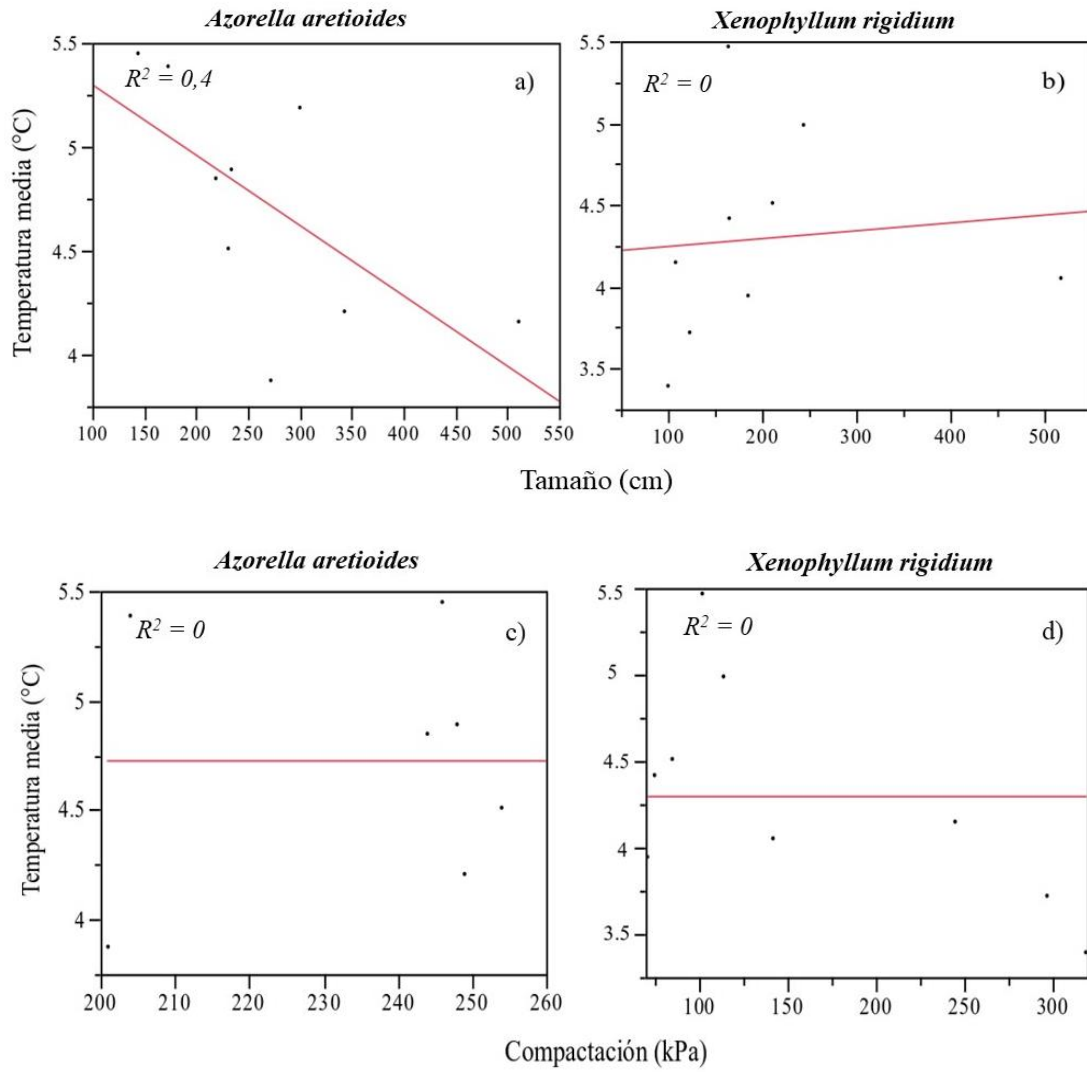 Azorella aretioides
R² = 0,4
a)
Temperatura media (°C)
5.5
5
4.5
4
100 150 200 250 300 350 400 450 500 550
Xenophyllum rigidium
R² = 0
b)
5.5
5
4.5
4
3.5
100 200 300 400 500
Tamaño (cm)
Azorella aretioides
R² = 0
c)
Temperatura media (°C)
5.5
5
4.5
4
200 210 220 230 240 250 260
Xenophyllum rigidium
R² = 0
d)
5.5
5
4.5
4
3.5
100 150 200 250 300
Compactación (kPa)